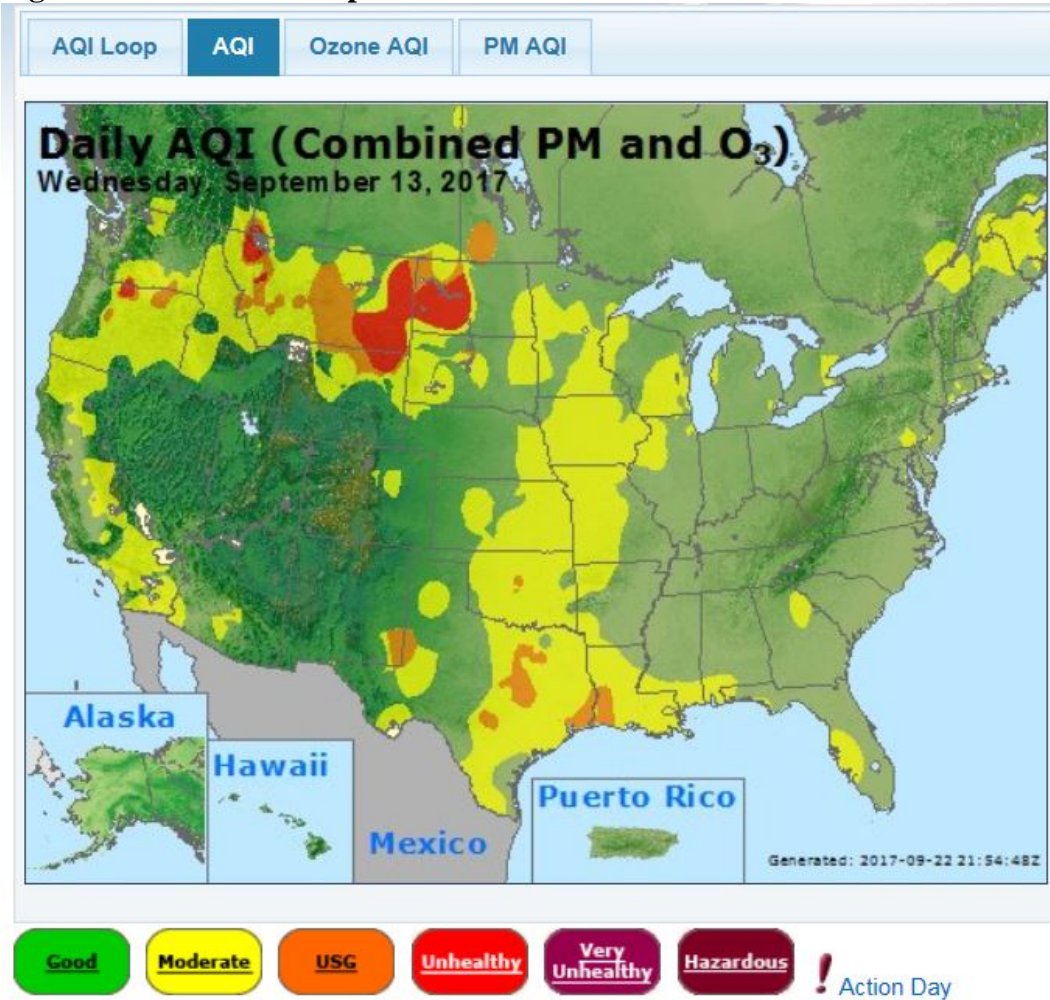 AQI Loop AQI Ozone AQI PM AQI
Daily AQI (Combined PM and O₃)
Wednesday, September 13, 2017
Alaska
Hawaii
Mexico
Puerto Rico
Generated: 2017-09-22 21:54:48Z
Good Moderate USG Unhealthy Very Unhealthy Hazardous ! Action Day